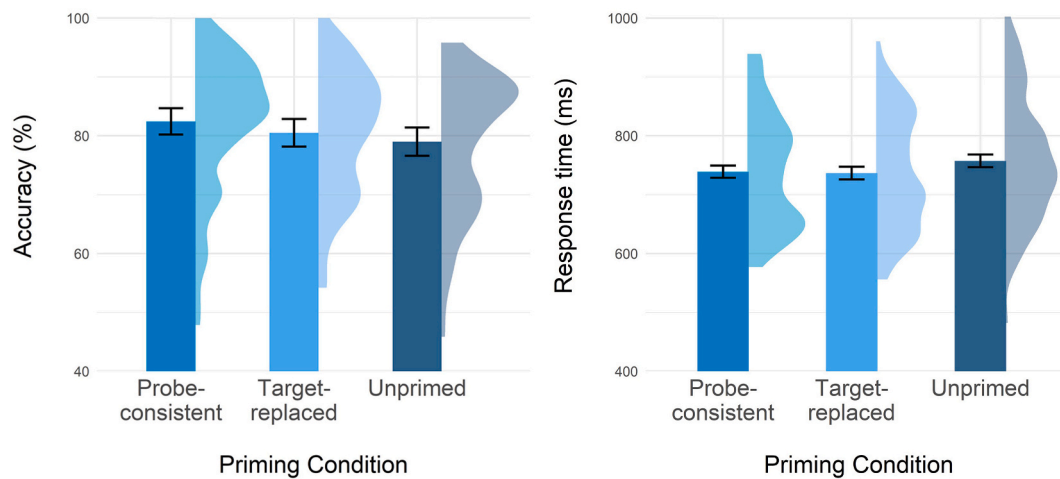 Accuracy (%)
100
80
60
40
Probe-
consistent
Target-
replaced
Unprimed
Priming Condition
Response time (ms)
1000
800
600
400
Probe-
consistent
Target-
replaced
Unprimed
Priming Condition